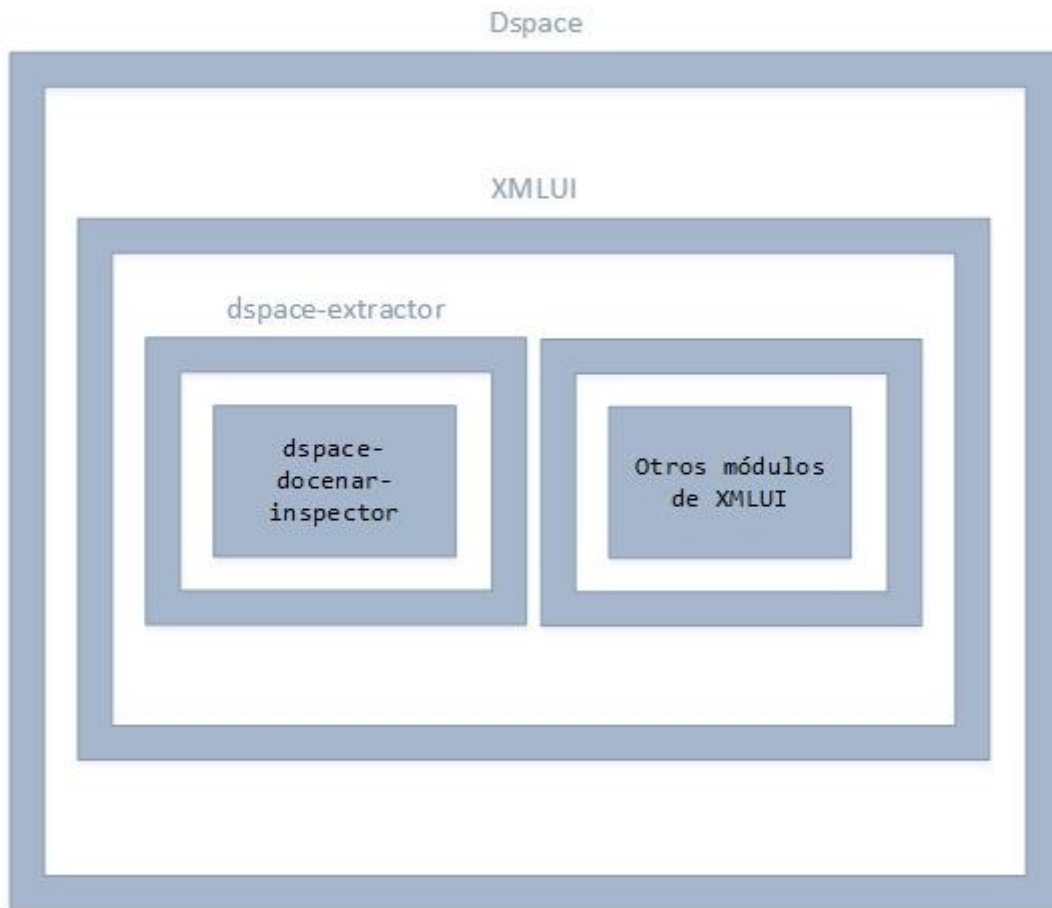 Dspace
XMLUI
dspace-extractor
dspace-
docenar-
inspector
Otros módulos
de XMLUI